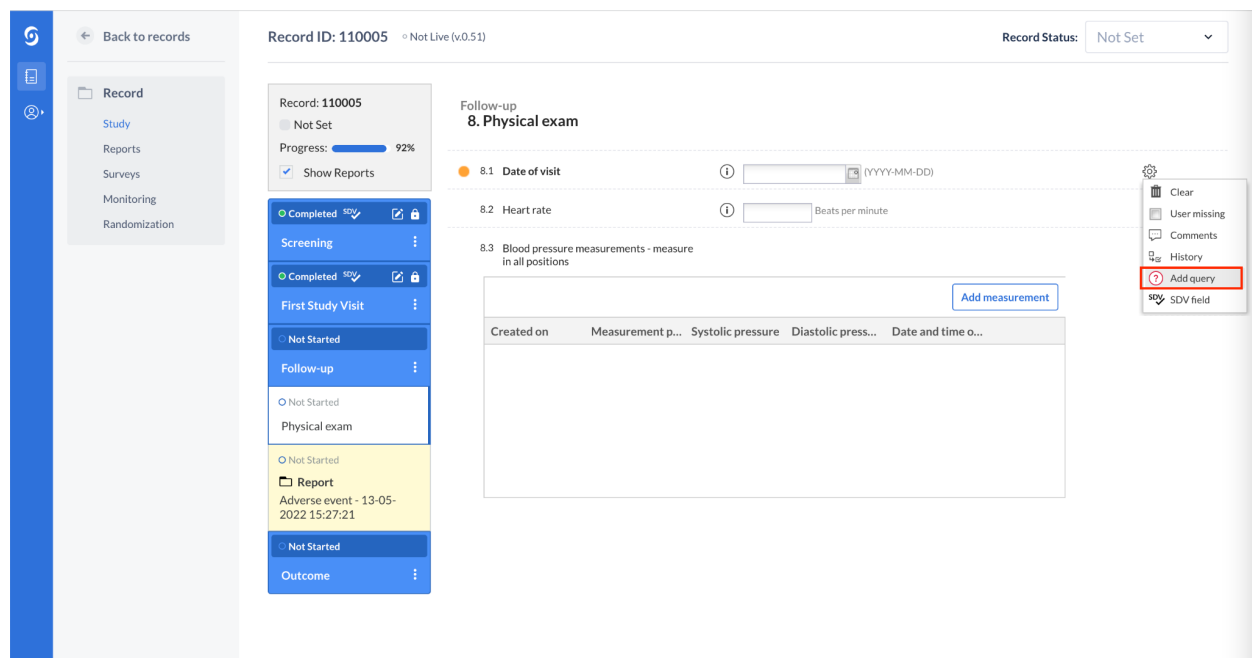 Back to records
Record ID: 110005 Not Live (v.0.51)
Record Status: Not Set
Record
Study
Reports
Surveys
Monitoring
Randomization
Record: 110005
Not Set
Progress: 92%
Show Reports
Completed SDV
Screening
Completed SDV
First Study Visit
Not Started
Follow-up
Not Started
Physical exam
Not Started
Report
Adverse event - 13-05-
2022 15:27:21
Not Started
Outcome
Follow-up
8. Physical exam
8.1 Date of visit (YYYY-MM-DD)
8.2 Heart rate Beats per minute
8.3 Blood pressure measurements - measure
in all positions
Add measurement
Created on Measurement p... Systolic pressure Diastolic press... Date and time o...
Clear
User missing
Comments
History
? Add query
SDV SDV field